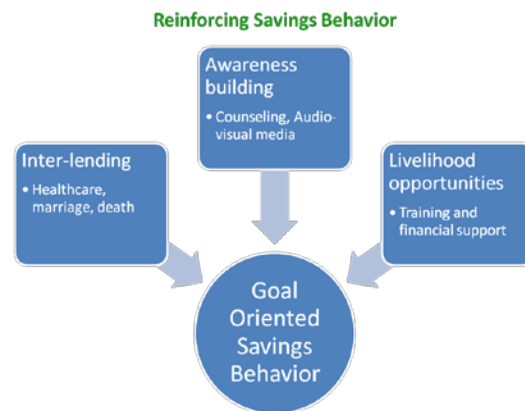 Reinforcing Savings Behavior
Awareness
building
• Counseling, Audio-
visual media
Inter-lending
• Healthcare,
marriage, death
Livelihood
opportunities
• Training and
financial support
Goal
Oriented
Savings
Behavior